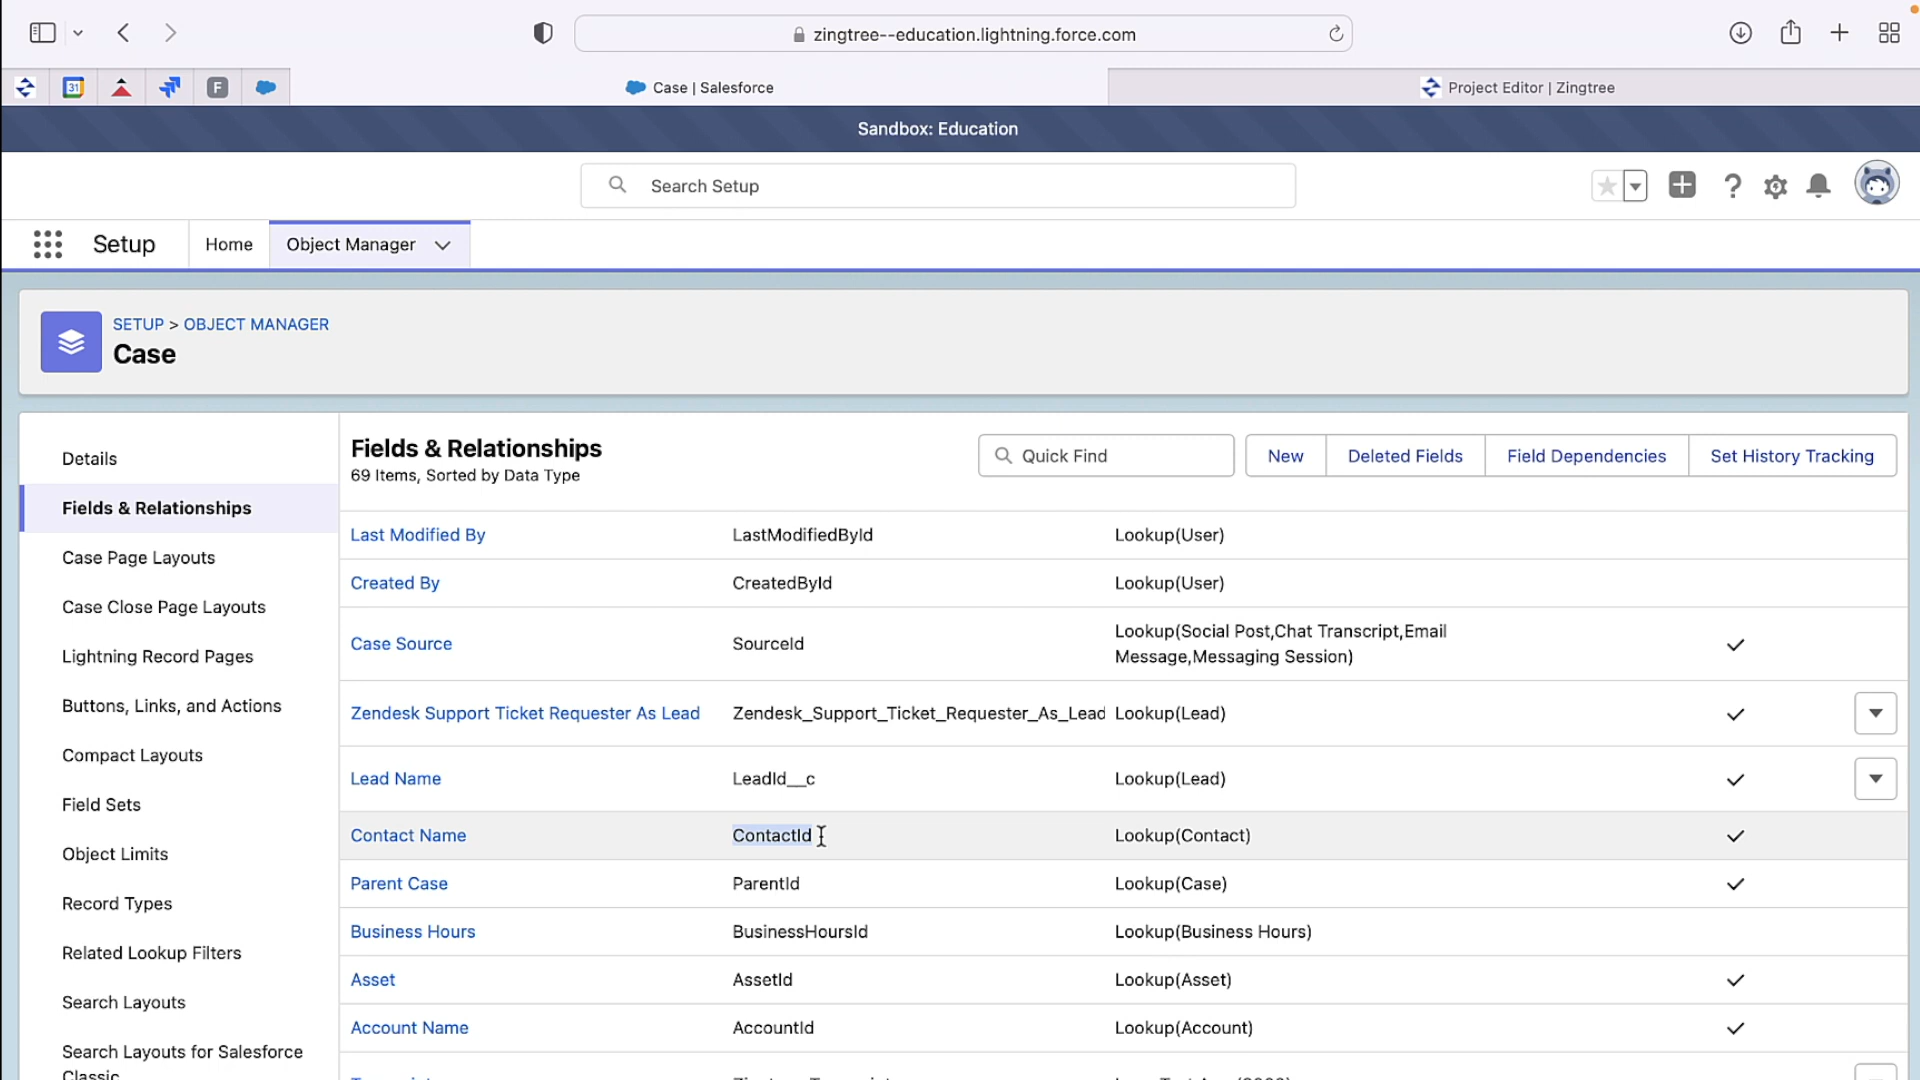 zingtree--education.lightning.force.com
31
F
Case | Salesforce
Project Editor | Zingtree
Sandbox: Education
Search Setup
Setup
Home
Object Manager
SETUP > OBJECT MANAGER
Case
Details
Fields & Relationships
Case Page Layouts
Case Close Page Layouts
Lightning Record Pages
Buttons, Links, and Actions
Compact Layouts
Field Sets
Object Limits
Record Types
Related Lookup Filters
Search Layouts
Search Layouts for Salesforce
Classic
Fields & Relationships
69 Items, Sorted by Data Type
Quick Find
New
Deleted Fields
Field Dependencies
Set History Tracking
Last Modified By LastModifiedById Lookup(User)
Created By CreatedById Lookup(User)
Case Source SourceId Lookup(Social Post,Chat Transcript,Email
Message,Messaging Session)
Zendesk Support Ticket Requester As Lead Zendesk_Support_Ticket_Requester_As_Lead Lookup(Lead)
Lead Name LeadId__c Lookup(Lead)
Contact Name ContactId Lookup(Contact)
Parent Case ParentId Lookup(Case)
Business Hours BusinessHoursId Lookup(Business Hours)
Asset AssetId Lookup(Asset)
Account Name AccountId Lookup(Account)